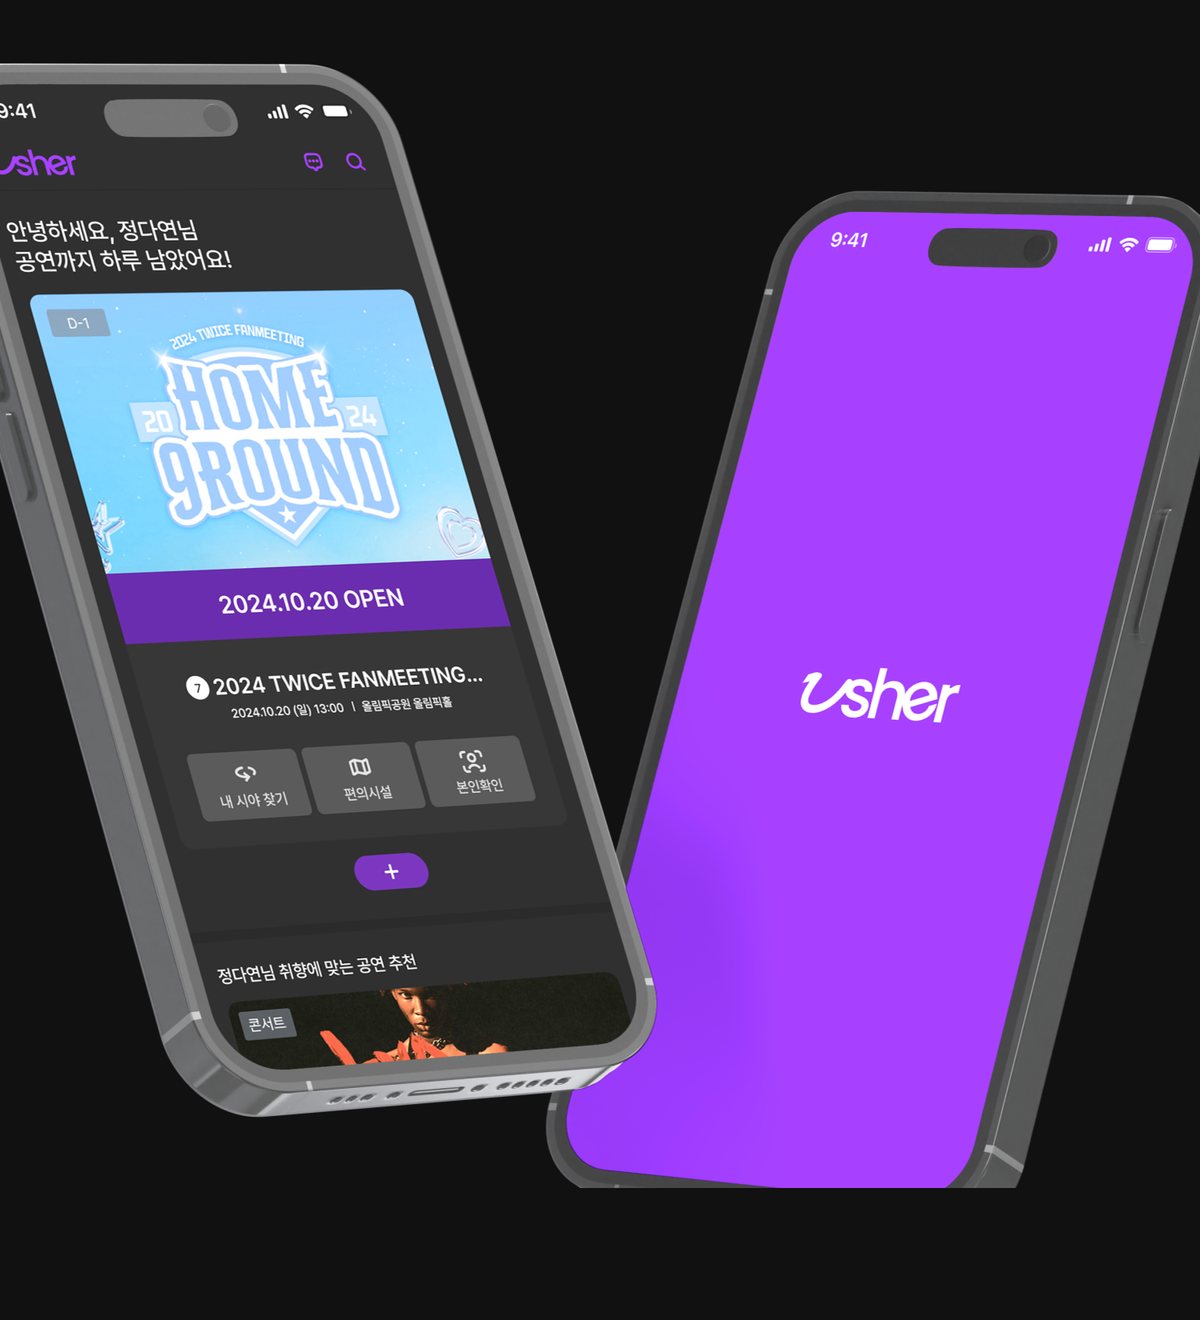 9:41
usher
안녕하세요, 정다연님
공연까지 하루 남았어요!
D-1
2024 TWICE FANMEETING
HOME
20 24
9ROUND
2024.10.20 OPEN
7 2024 TWICE FANMEETING...
2024.10.20 (일) 13:00 | 올림픽공원 올림픽홀
내 시야 찾기
편의시설
본인확인
+
정다연님 취향에 맞는 공연 추천
콘서트
9:41
usher